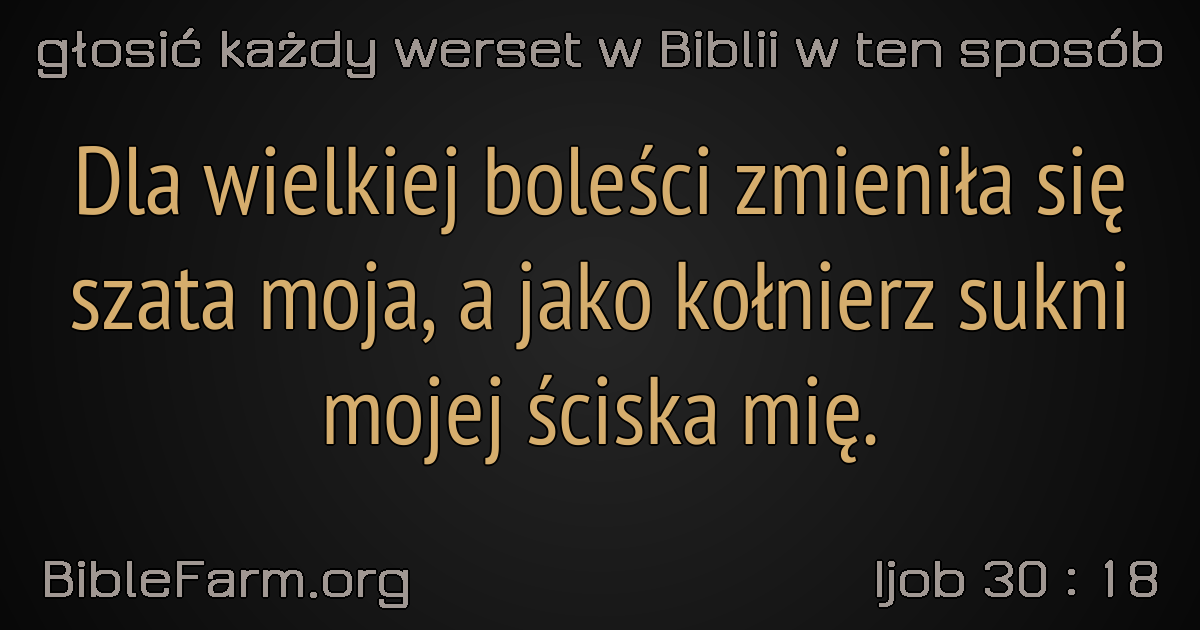 głosić każdy werset w Biblii w ten sposób
Dla wielkiej boleści zmieniła się
szata moja, a jako kołnierz sukni
mojej ściska mię.
BibleFarm.org
Ijob 30 : 18